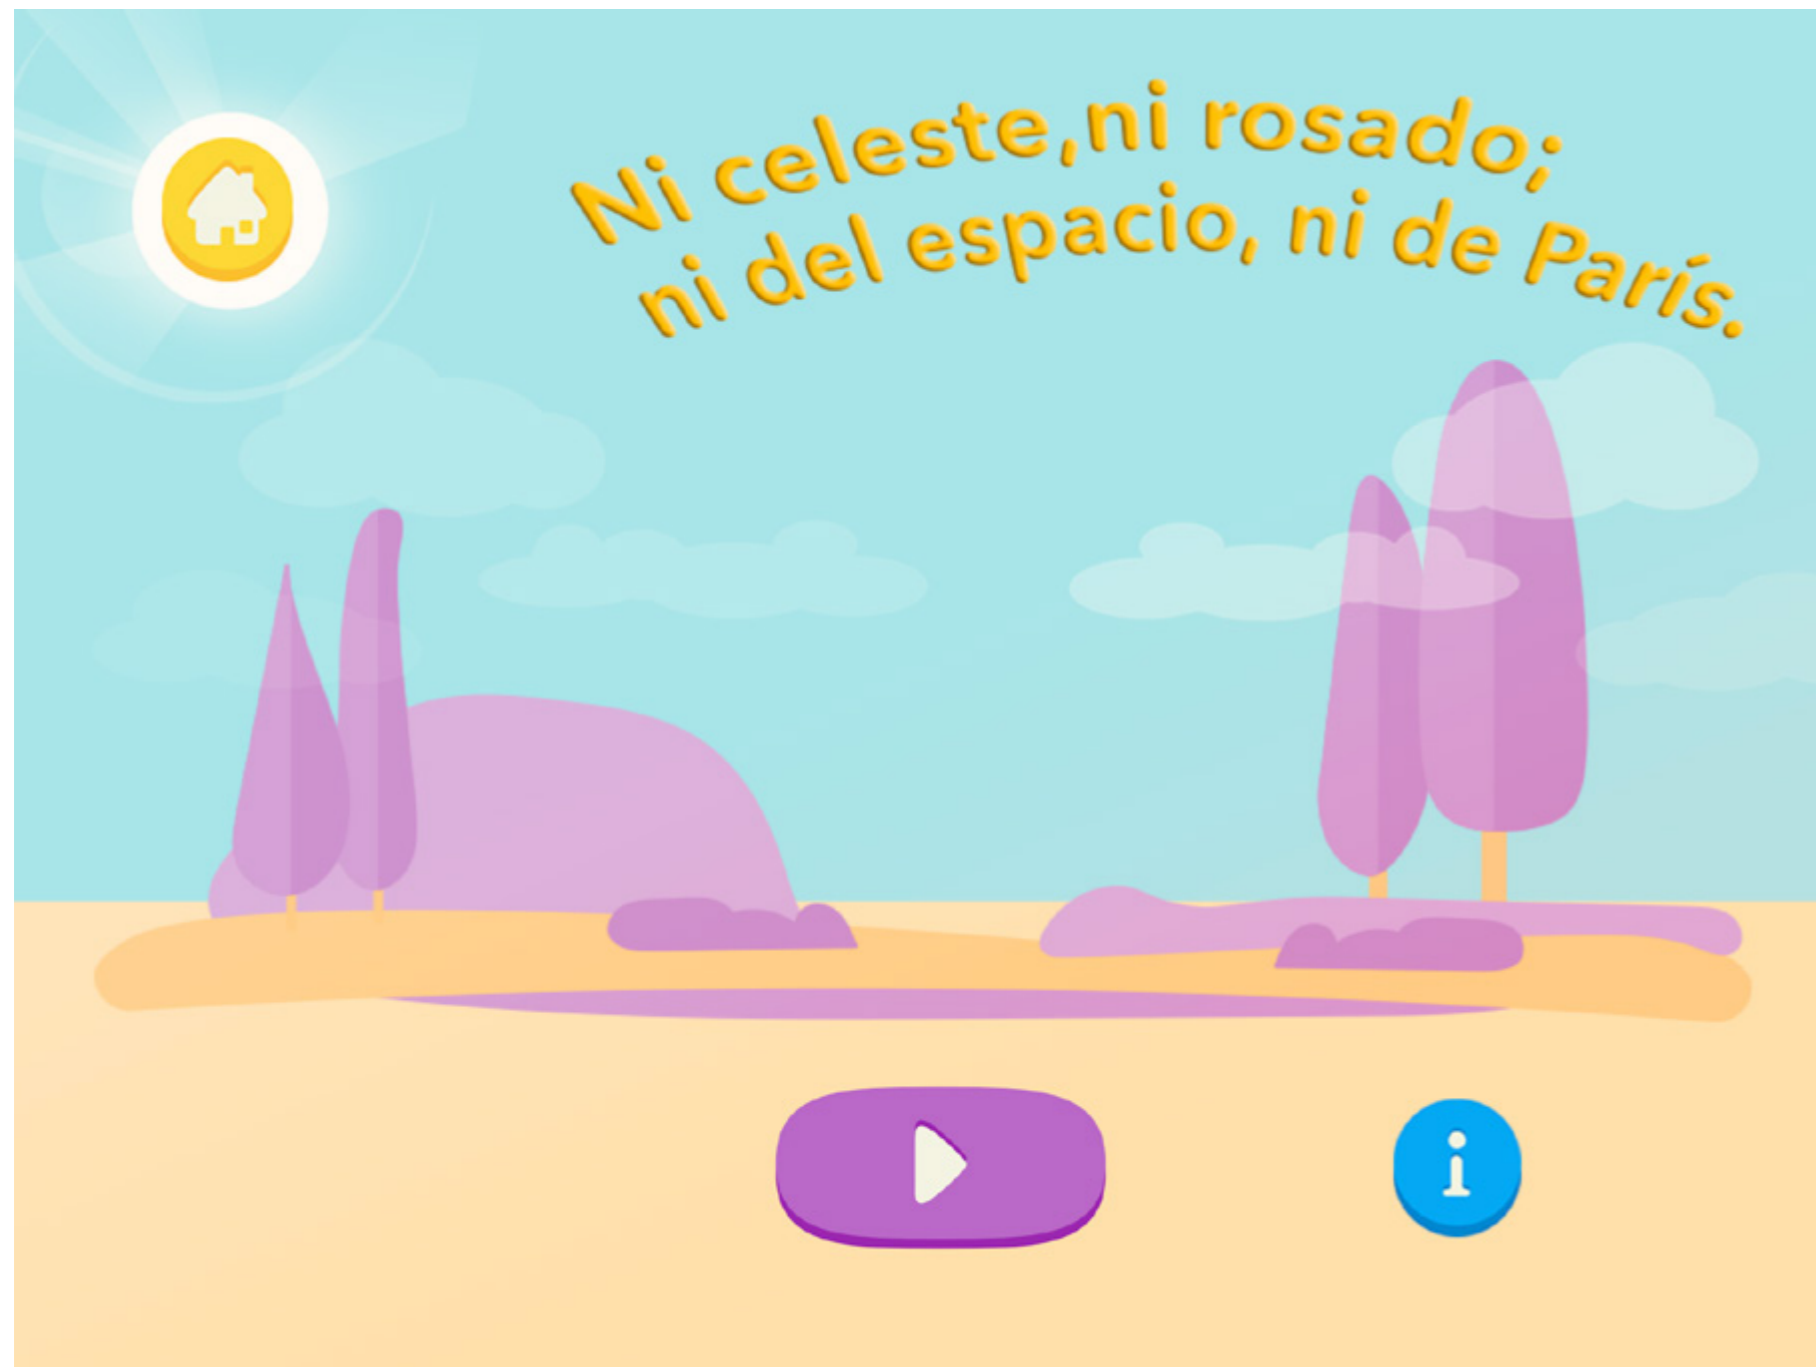 Ni celeste,ni rosado;
ni del espacio, ni de París.
i